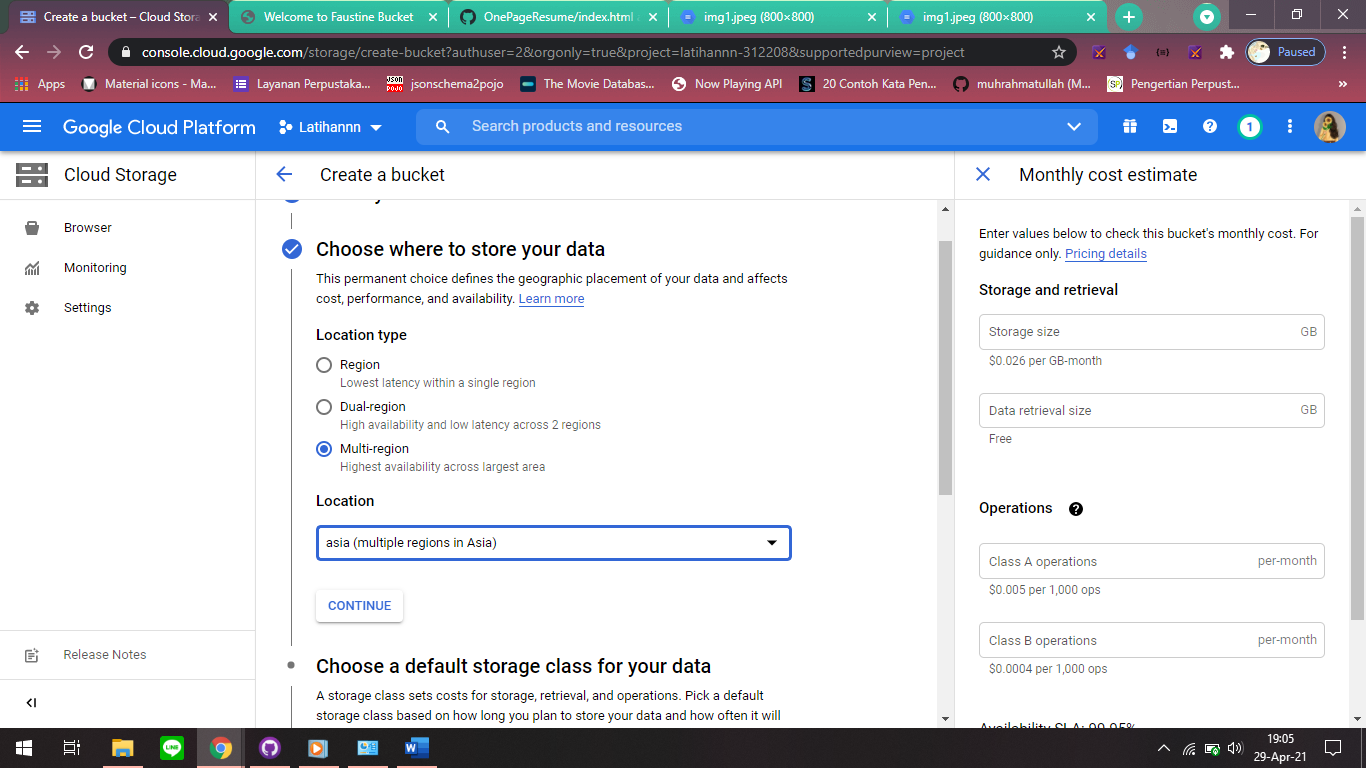 Create a bucket – Cloud Stora
Welcome to Faustine Bucket
OnePageResume/index.html
img1.jpeg (800×800)
img1.jpeg (800×800)
console.cloud.google.com/storage/create-bucket?authuser=2&orgonly=true&project=latihannn-312208&supportedpurview=project
Paused
Apps
Material icons - Ma...
Layanan Perpustaka...
JSON POJO
jsonschema2pojo
The Movie Databas...
Now Playing API
20 Contoh Kata Pen...
muhrahmatullah (M...
Pengertian Perpust...
»
Google Cloud Platform
Latihannn
Search products and resources
1
Cloud Storage
Create a bucket
Monthly cost estimate
Browser
Monitoring
Settings
Release Notes
Choose where to store your data
This permanent choice defines the geographic placement of your data and affects
cost, performance, and availability. Learn more
Location type
Region
Lowest latency within a single region
Dual-region
High availability and low latency across 2 regions
Multi-region
Highest availability across largest area
Location
asia (multiple regions in Asia)
CONTINUE
Choose a default storage class for your data
A storage class sets costs for storage, retrieval, and operations. Pick a default
storage class based on how long you plan to store your data and how often it will
Enter values below to check this bucket's monthly cost. For
guidance only. Pricing details
Storage and retrieval
Storage size GB
$0.026 per GB-month
Data retrieval size GB
Free
Operations
Class A operations per-month
$0.005 per 1,000 ops
Class B operations per-month
$0.0004 per 1,000 ops
Availability SLA: 99.95%
LINE
19:05
29-Apr-21